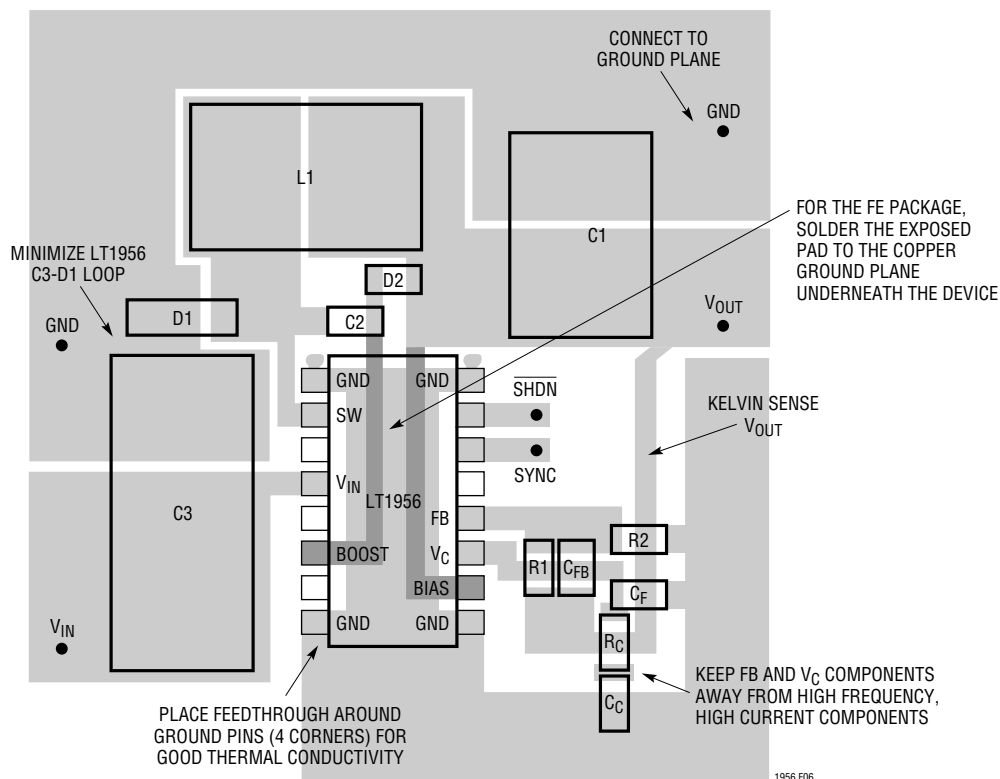 CONNECT TO
GROUND PLANE
GND
L1
C1
FOR THE FE PACKAGE,
SOLDER THE EXPOSED
PAD TO THE COPPER
GROUND PLANE
UNDERNEATH THE DEVICE
MINIMIZE LT1956
C3-D1 LOOP
D2
GND
D1
C2
VOUT
GND
GND
SHDN
SW
KELVIN SENSE
VOUT
SYNC
VIN
LT1956
C3
FB
R2
BOOST
VC
R1
CFB
BIAS
CF
GND
GND
VIN
RC
KEEP FB AND VC COMPONENTS
AWAY FROM HIGH FREQUENCY,
HIGH CURRENT COMPONENTS
CC
PLACE FEEDTHROUGH AROUND
GROUND PINS (4 CORNERS) FOR
GOOD THERMAL CONDUCTIVITY
1956 F06